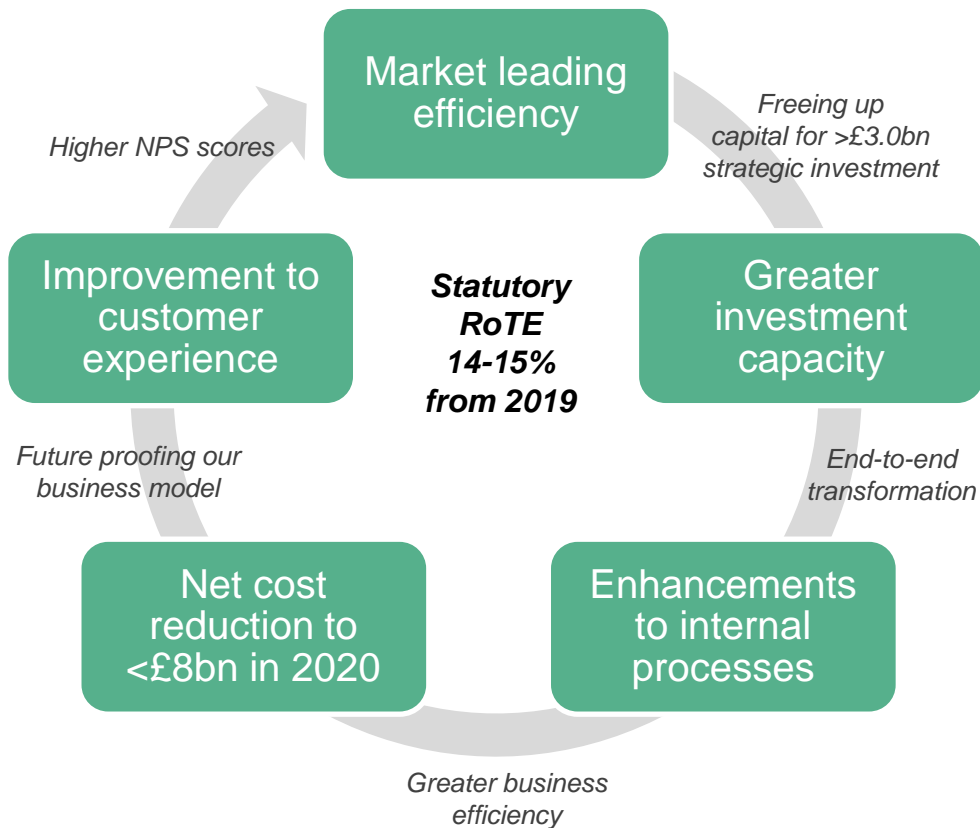 Market leading
efficiency
Freeing up
capital for >£3.0bn
strategic investment
Greater
investment
capacity
End-to-end
transformation
Enhancements
to internal
processes
Greater business
efficiency
Net cost
reduction to
<£8bn in 2020
Future proofing our
business model
Improvement to
customer
experience
Higher NPS scores
Statutory
RoTE
14-15%
from 2019